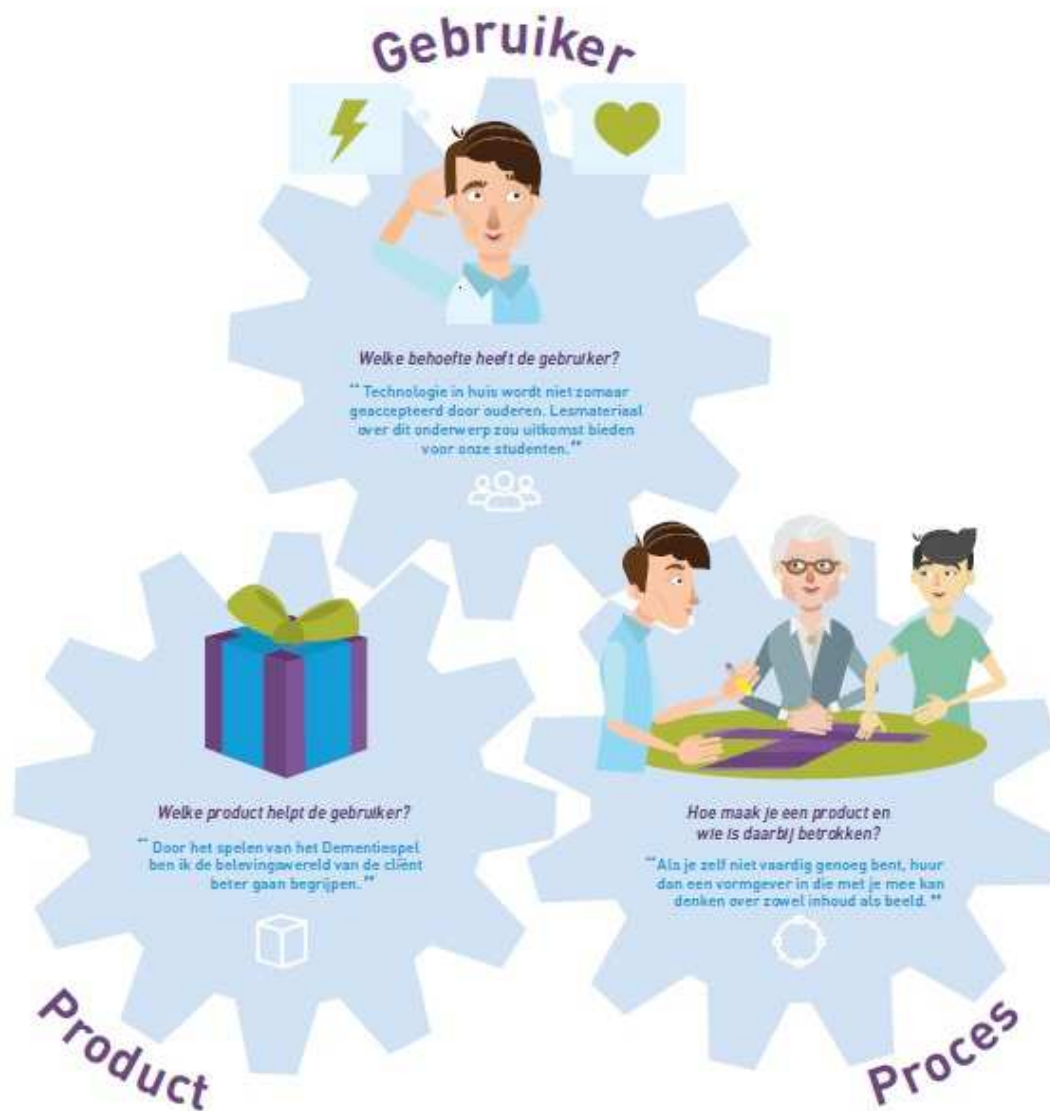 Gebruiker
Welke behoefte heeft de gebruiker?
“Technologie in huis wordt niet zomaar
geaccepteerd door ouderen. Lesmateriaal
over dit onderwerp zou uitkomst bieden
voor onze studenten.”
Welke product helpt de gebruiker?
“Door het spelen van het Dementiespel
ben ik de belevingswereld van de cliënt
beter gaan begrijpen.”
Hoe maak je een product en
wie is daarbij betrokken?
“Als je zelf niet vaardig genoeg bent, huur
dan een vormgever in die met je mee kan
denken over zowel inhoud als beeld.”
Product
Proces